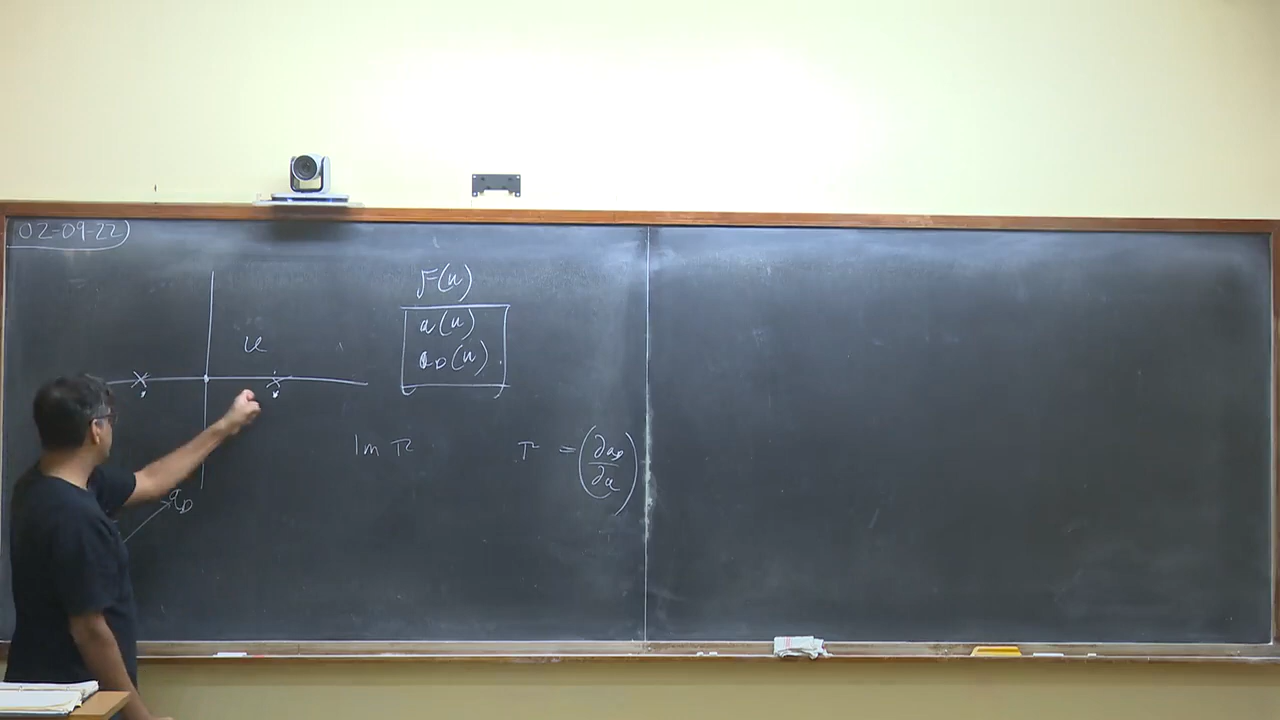 02-09-22
F(u)
a(u)
a_D(u).
u
Im τ
τ = (∂a_D/∂a)
a_D